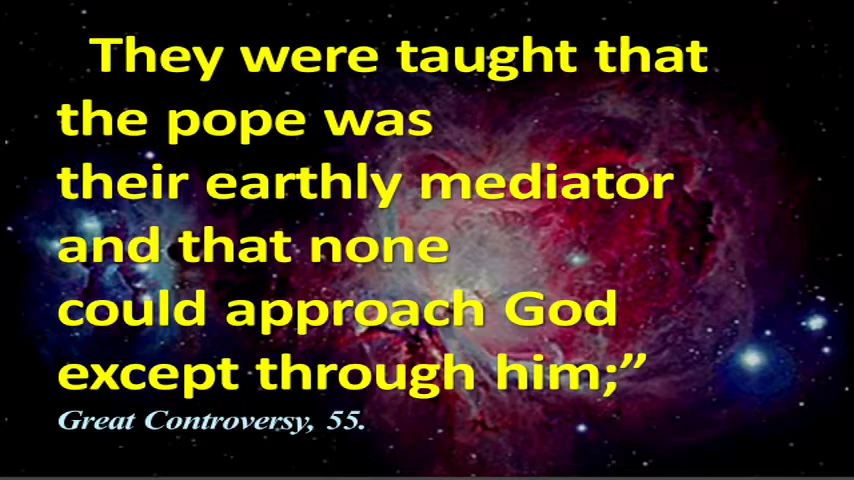 They were taught that
the pope was
their earthly mediator
and that none
could approach God
except through him;”
Great Controversy, 55.